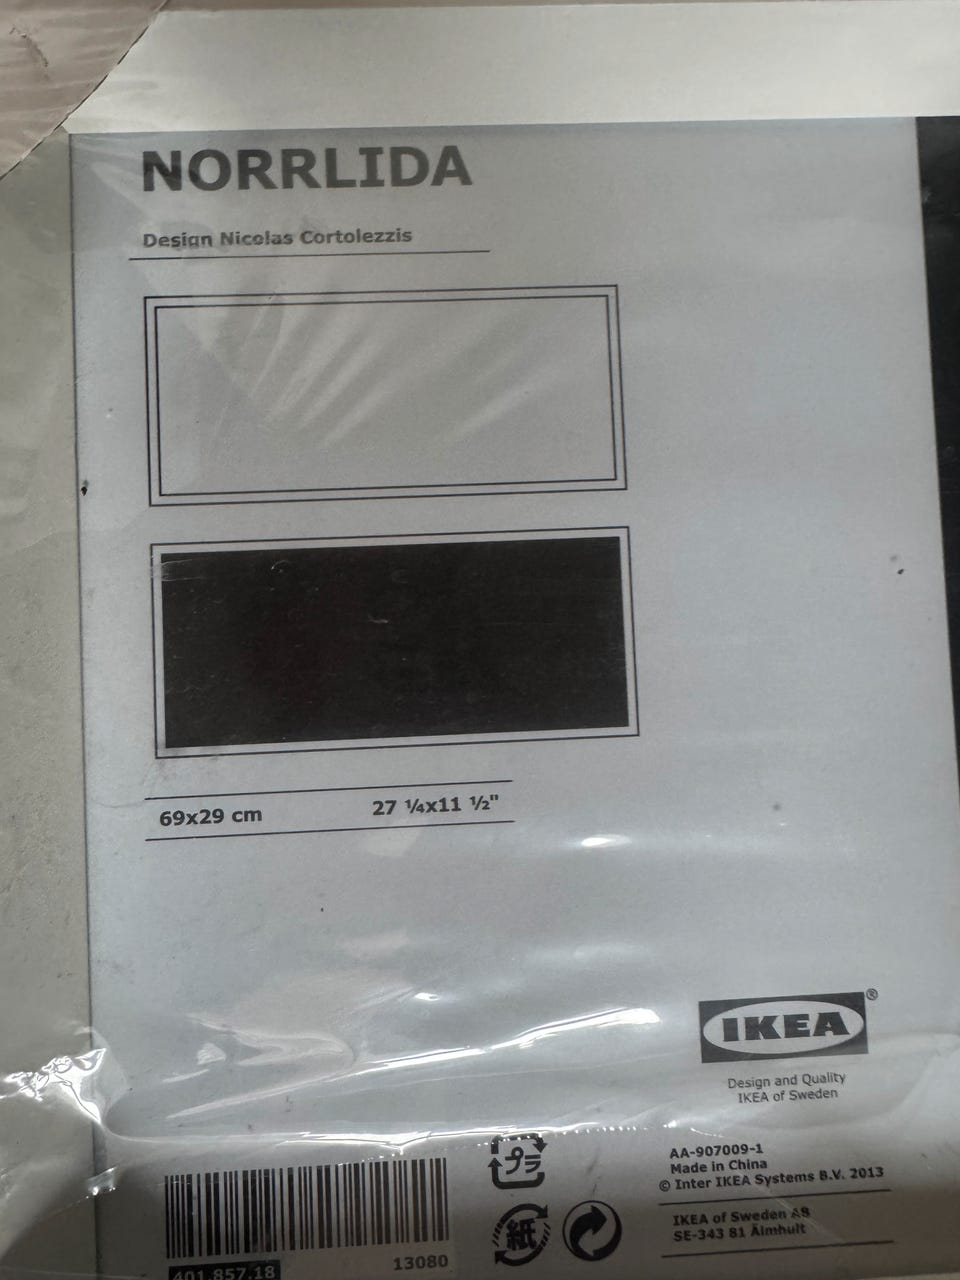 NORRLIDA
Design Nicolas Cortolezzis
69x29 cm 27 ¼x11 ½"
IKEA®
Design and Quality
IKEA of Sweden
プラ
紙
AA-907009-1
Made in China
© Inter IKEA Systems B.V. 2013
IKEA of Sweden AB
SE-343 81 Älmhult
13080
401.857.18